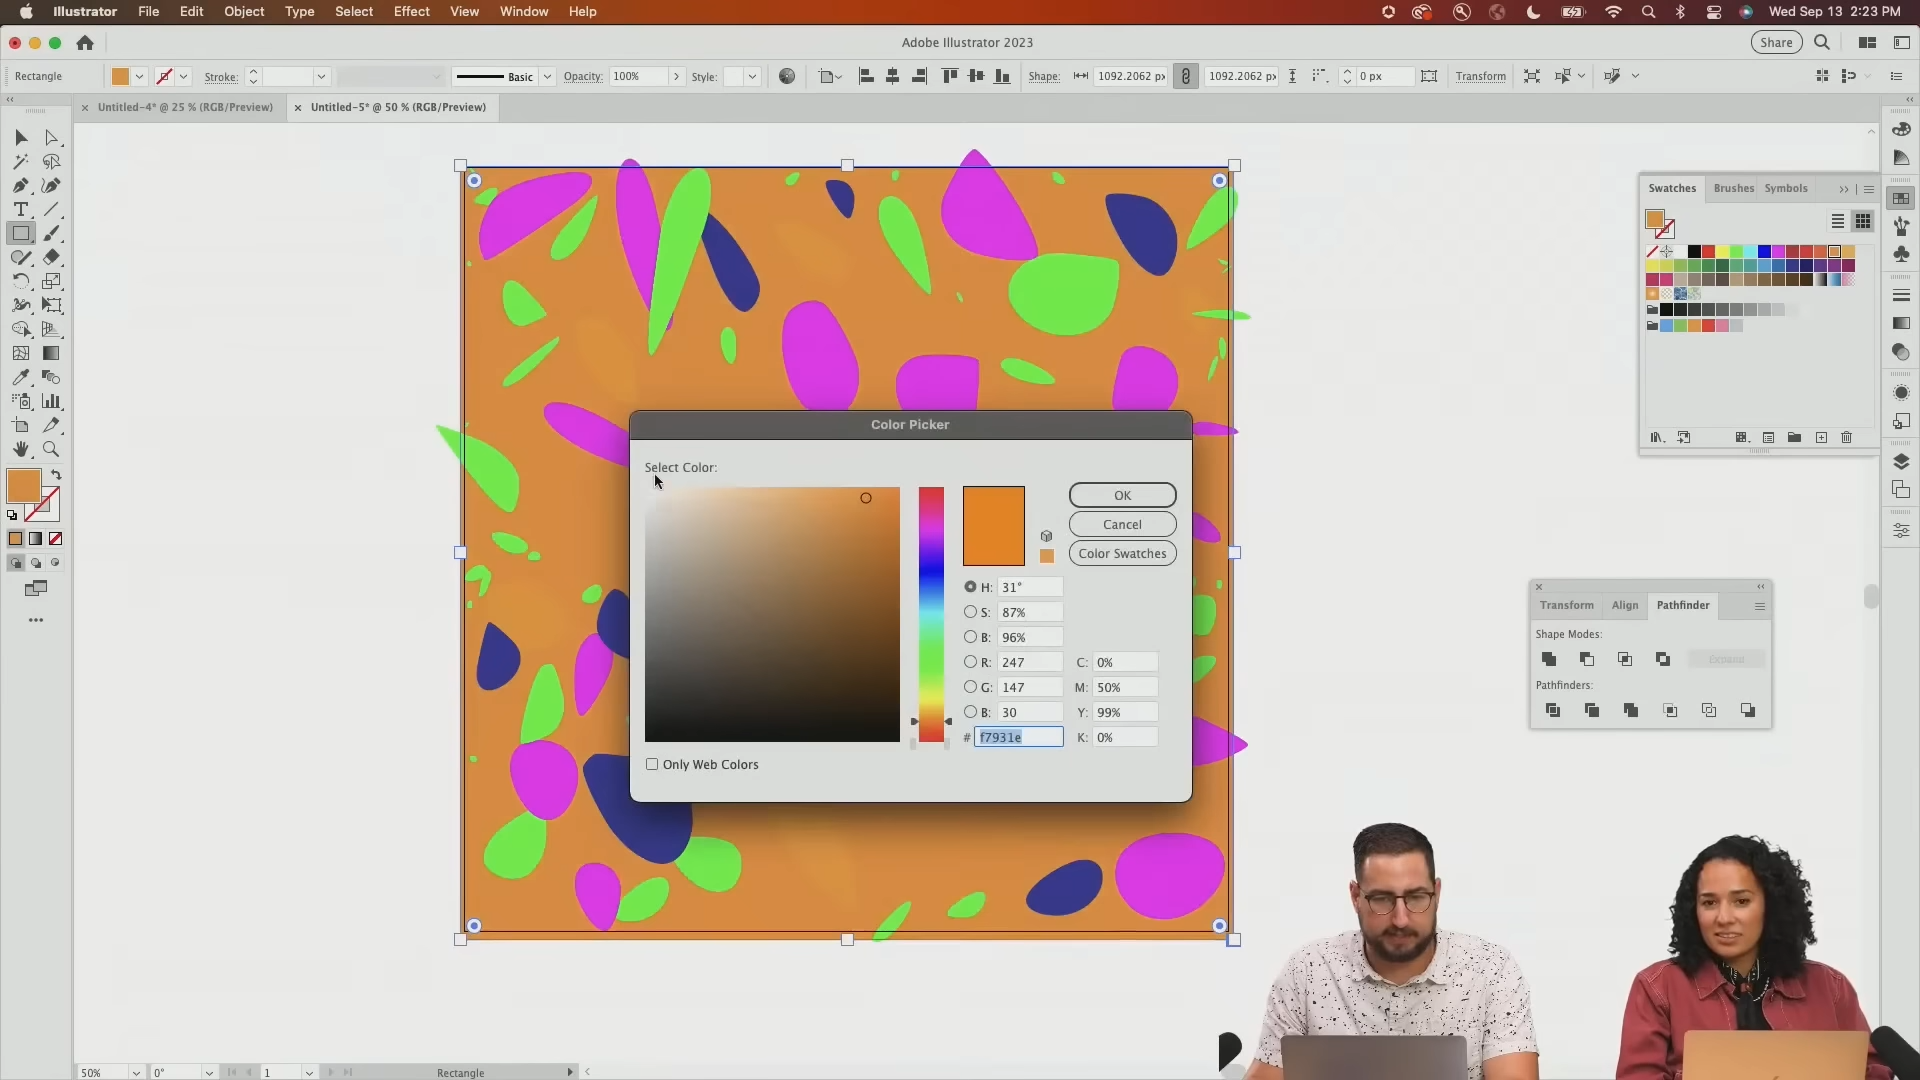 Illustrator File Edit Object Type Select Effect View Window Help Wed Sep 13 2:23 PM
Adobe Illustrator 2023 Share
Rectangle Stroke: Basic Opacity: 100% Style: Shape: 1092.2062 px 1092.2062 px 0 px Transform
Untitled-4* @ 25 % (RGB/Preview) Untitled-5* @ 50 % (RGB/Preview)
Swatches Brushes Symbols
Color Picker
Select Color:
OK
Cancel
Color Swatches
H: 31°
S: 87%
B: 96%
R: 247 C: 0%
G: 147 M: 50%
B: 30 Y: 99%
# f7931e K: 0%
Only Web Colors
Transform Align Pathfinder
Shape Modes:
Expand
Pathfinders:
50% 0° 1 Rectangle